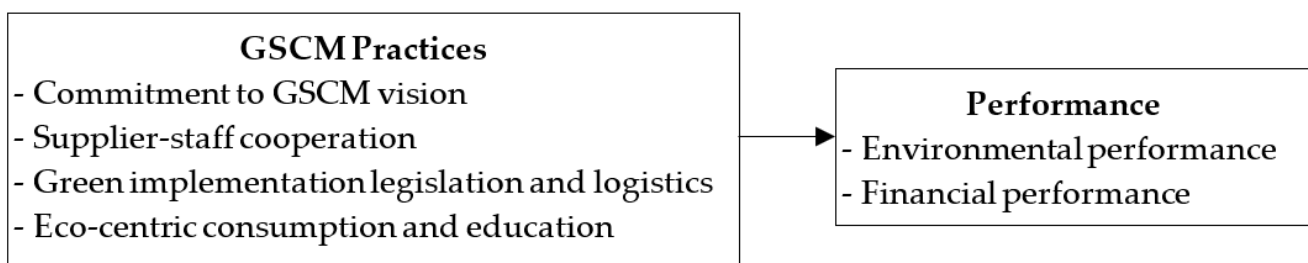 GSCM Practices
- Commitment to GSCM vision
- Supplier-staff cooperation
- Green implementation legislation and logistics
- Eco-centric consumption and education
Performance
- Environmental performance
- Financial performance